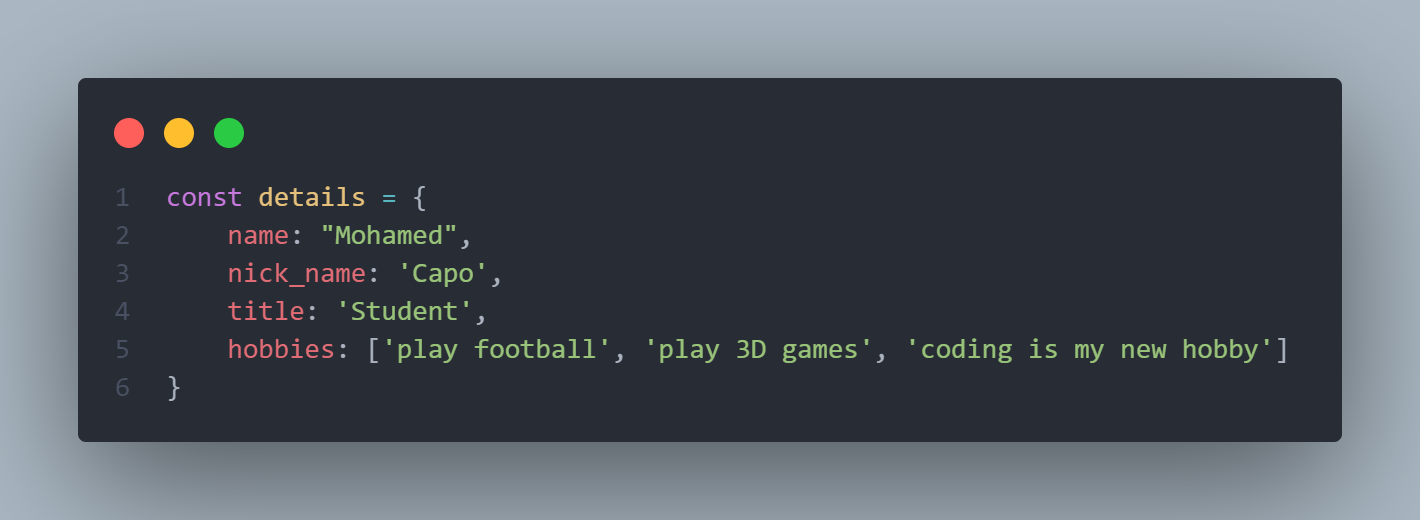 1 const details = {
2     name: "Mohamed",
3     nick_name: 'Capo',
4     title: 'Student',
5     hobbies: ['play football', 'play 3D games', 'coding is my new hobby']
6 }